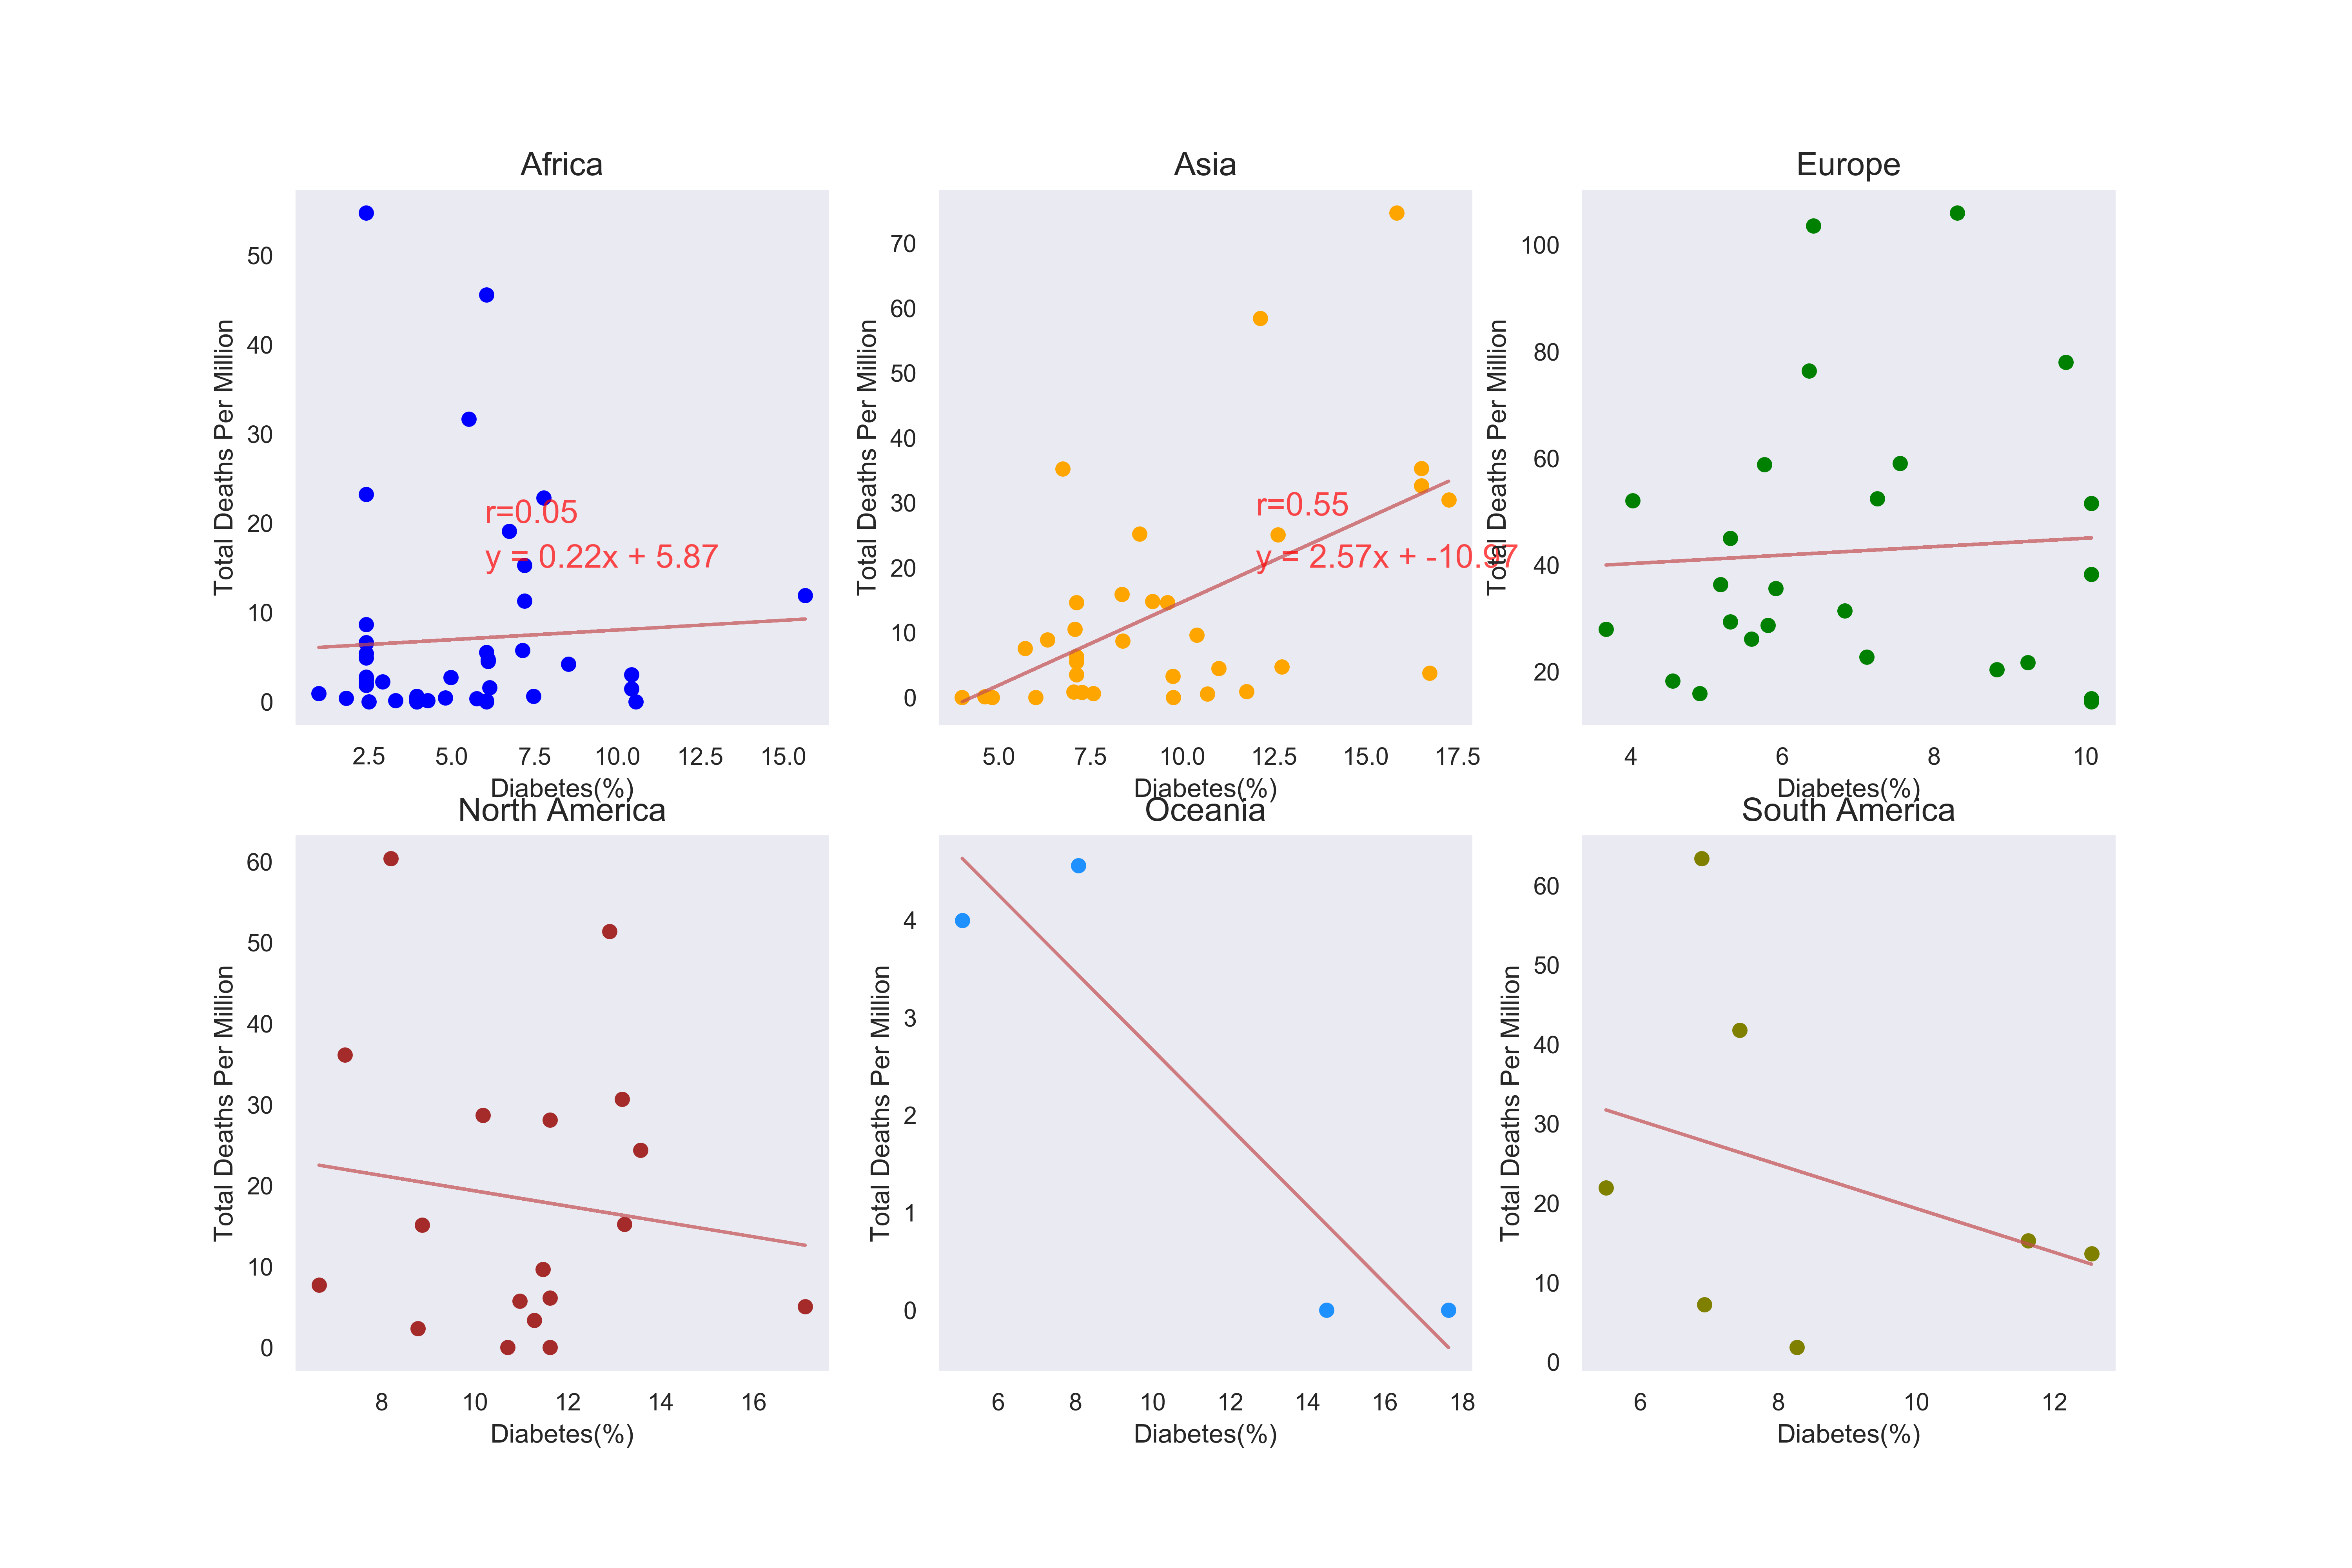 Africa
50
40
30
20
10
0
Total Deaths Per Million
r=0.05
y = 0.22x + 5.87
2.5 5.0 7.5 10.0 12.5 15.0
Diabetes(%)
Asia
70
60
50
40
30
20
10
0
Total Deaths Per Million
r=0.55
y = 2.57x + -10.97
5.0 7.5 10.0 12.5 15.0 17.5
Diabetes(%)
Europe
100
80
60
40
20
Total Deaths Per Million
4 6 8 10
Diabetes(%)
North America
60
50
40
30
20
10
0
Total Deaths Per Million
8 10 12 14 16
Diabetes(%)
Oceania
4
3
2
1
0
Total Deaths Per Million
6 8 10 12 14 16 18
Diabetes(%)
South America
60
50
40
30
20
10
0
Total Deaths Per Million
6 8 10 12
Diabetes(%)